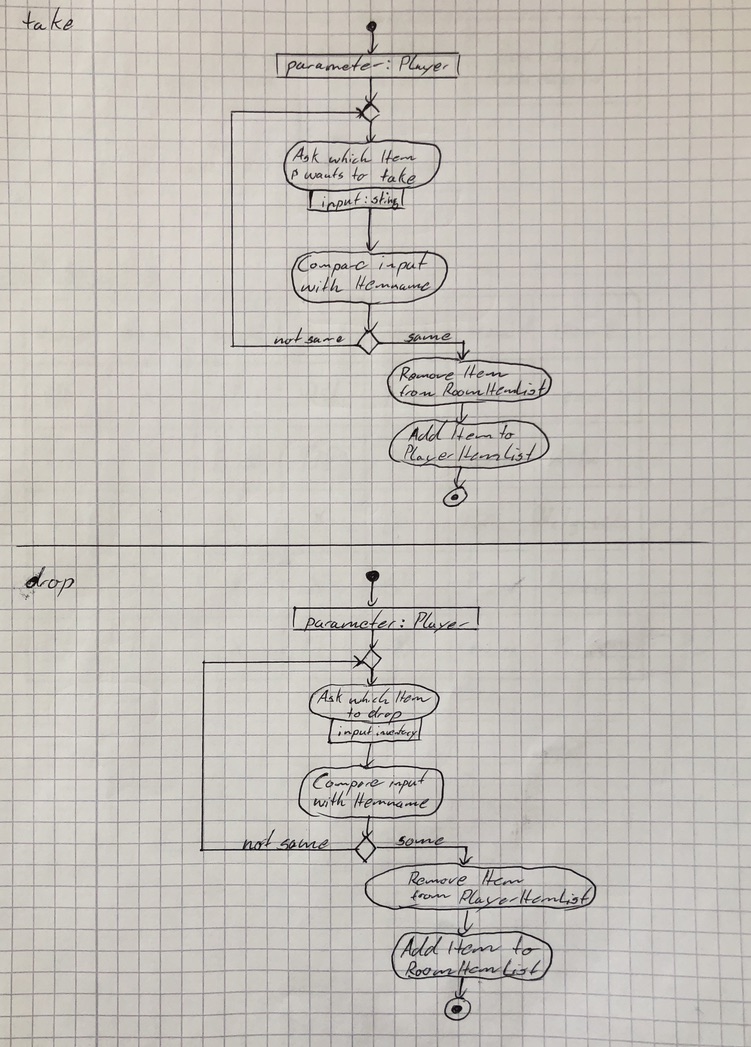 take
parameter: Player
Ask which Item
p wants to take
input: sting
Compare input
with Itemname
not same
same
Remove Item
from RoomItemList
Add Item to
PlayerItemList
drop
parameter: Player
Ask which Item
to drop
input: inventory
Compare input
with Itemname
not same
same
Remove Item
from PlayerItemList
Add Item to
RoomItemList